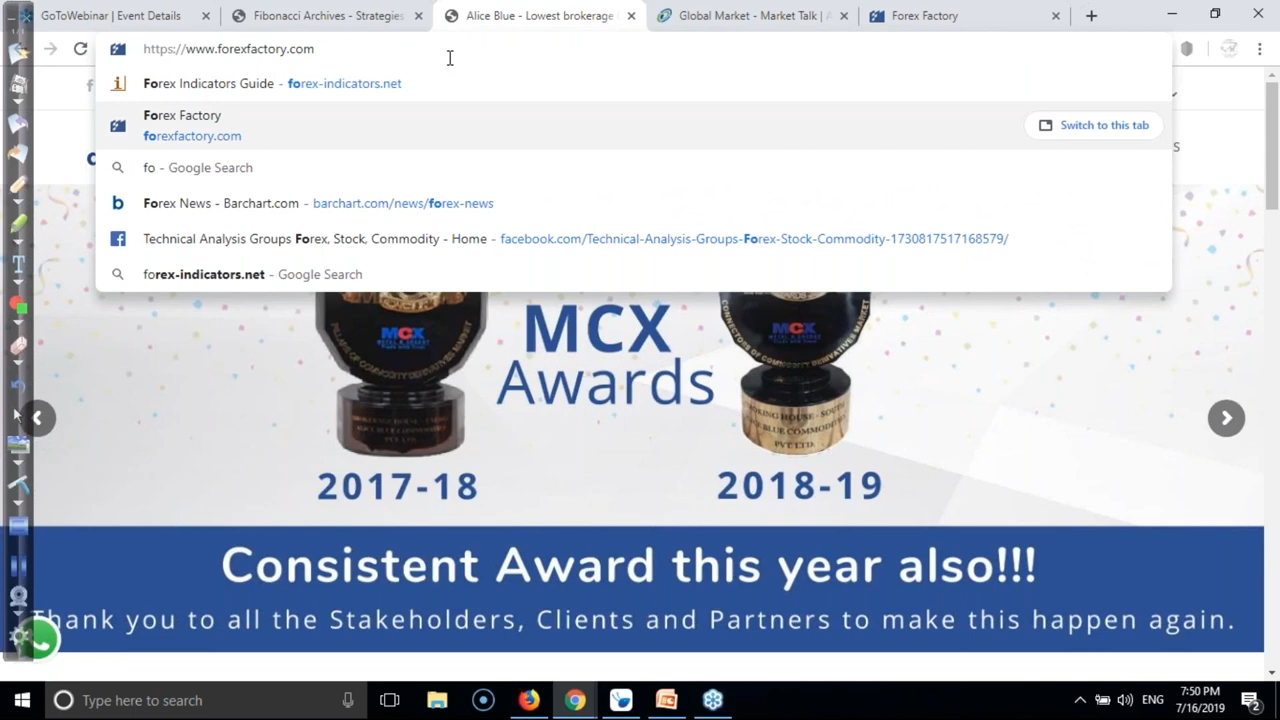 GoToWebinar | Event Details
Fibonacci Archives - Strategies
Alice Blue - Lowest brokerage
Global Market - Market Talk |
Forex Factory
https://www.forexfactory.com
Forex Indicators Guide - forex-indicators.net
Forex Factory
forexfactory.com
Switch to this tab
fo - Google Search
Forex News - Barchart.com - barchart.com/news/forex-news
Technical Analysis Groups Forex, Stock, Commodity - Home - facebook.com/Technical-Analysis-Groups-Forex-Stock-Commodity-1730817517168579/
forex-indicators.net - Google Search
MCX
MCX
MCX
Awards
2017-18
2018-19
Consistent Award this year also!!!
Thank you to all the Stakeholders, Clients and Partners to make this happen again.
Type here to search
ENG
7:50 PM
7/16/2019
2